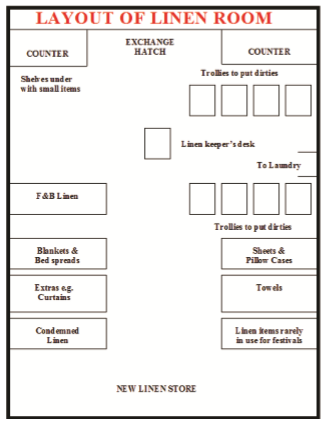 LAYOUT OF LINEN ROOM
COUNTER
EXCHANGE
HATCH
COUNTER
Shelves under
with small items
Trollies to put dirties
Linen keeper's desk
To Laundry
F&B Linen
Trollies to put dirties
Blankets &
Bed spreads
Sheets &
Pillow Cases
Extras e.g.
Curtains
Towels
Condemned
Linen
Linen items rarely
in use for festivals
NEW LINEN STORE